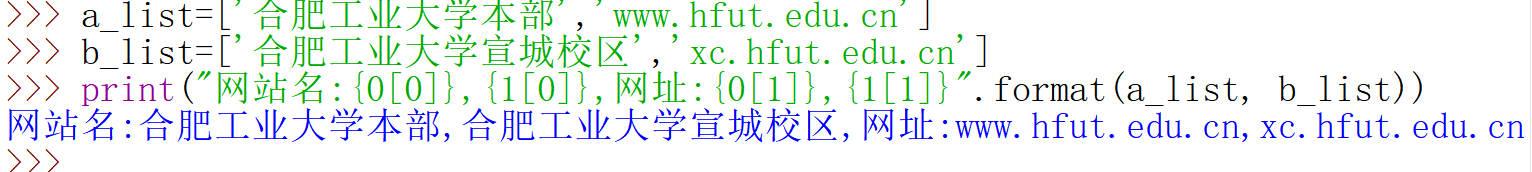 >>> a_list=['合肥工业大学本部','www.hfut.edu.cn']
>>> b_list=['合肥工业大学宣城校区','xc.hfut.edu.cn']
>>> print("网站名:{0[0]},{1[0]},网址:{0[1]},{1[1]}".format(a_list, b_list))
网站名:合肥工业大学本部,合肥工业大学宣城校区,网址:www.hfut.edu.cn,xc.hfut.edu.cn
>>>